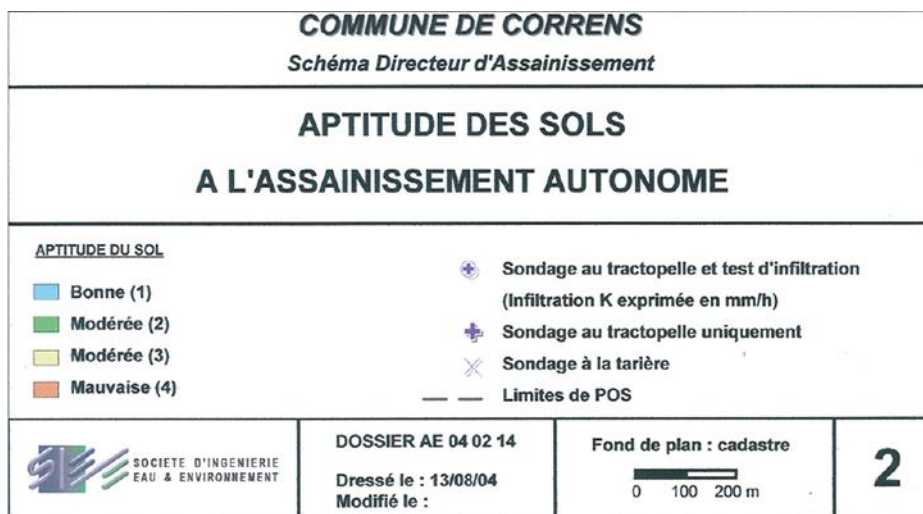 COMMUNE DE CORRENS
Schéma Directeur d'Assainissement
APTITUDE DES SOLS
A L'ASSAINISSEMENT AUTONOME
APTITUDE DU SOL
Bonne (1)
Modérée (2)
Modérée (3)
Mauvaise (4)
Sondage au tractopelle et test d'infiltration
(Infiltration K exprimée en mm/h)
Sondage au tractopelle uniquement
Sondage à la tarière
Limites de POS
SIEE
SOCIETE D'INGENIERIE
EAU & ENVIRONNEMENT
DOSSIER AE 04 02 14
Dressé le : 13/08/04
Modifié le :
Fond de plan : cadastre
0 100 200 m
2